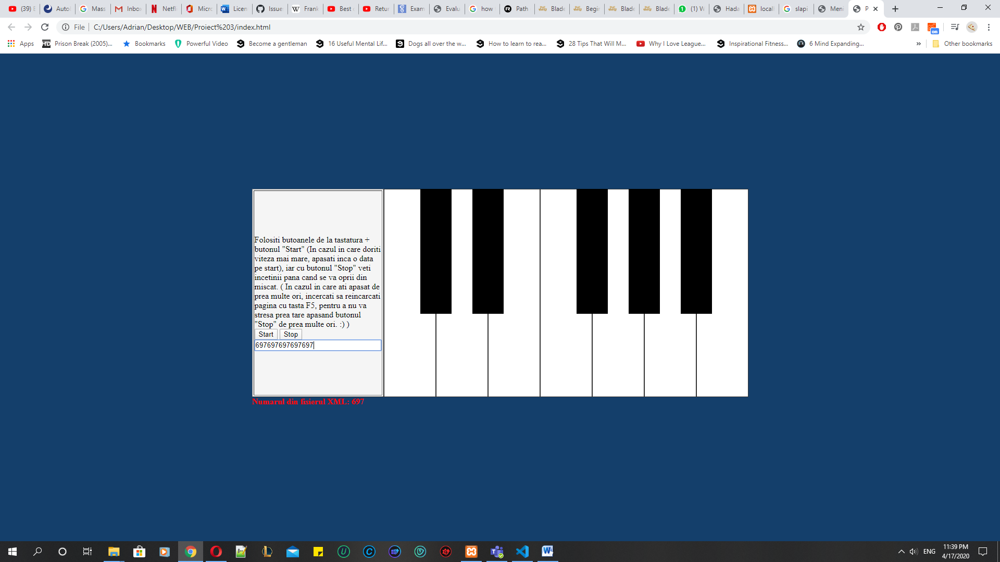 (39) E Auto Mass Inbo Netfli Micro Licen Issue Frank Best Retur Exam Evalu how Path Blade Begin Blade Blade (1) W Hada local slapi Meni P
File C:/Users/Adrian/Desktop/WEB/Proiect%203/index.html
on
Apps Prison Break (2005)... Bookmarks Powerful Video Become a gentleman 16 Useful Mental Lif... Dogs all over the w... How to learn to rea... 28 Tips That Will M... Why I Love League... Inspirational Fitness... 6 Mind Expanding... » Other bookmarks
Folositi butoanele de la tastatura +
butonul "Start" (In cazul in care doriti
viteza mai mare, apasati inca o data
pe start), iar cu butonul "Stop" veti
incetinii pana cand se va oprii din
miscat. ( In cazul in care ati apasat de
prea multe ori, incercati sa reincarcati
pagina cu tasta F5, pentru a nu va
stresa prea tare apasand butonul
"Stop" de prea multe ori. :) )
Start Stop
697697697697697
Numarul din fisierul XML: 697
ENG
11:39 PM
4/17/2020